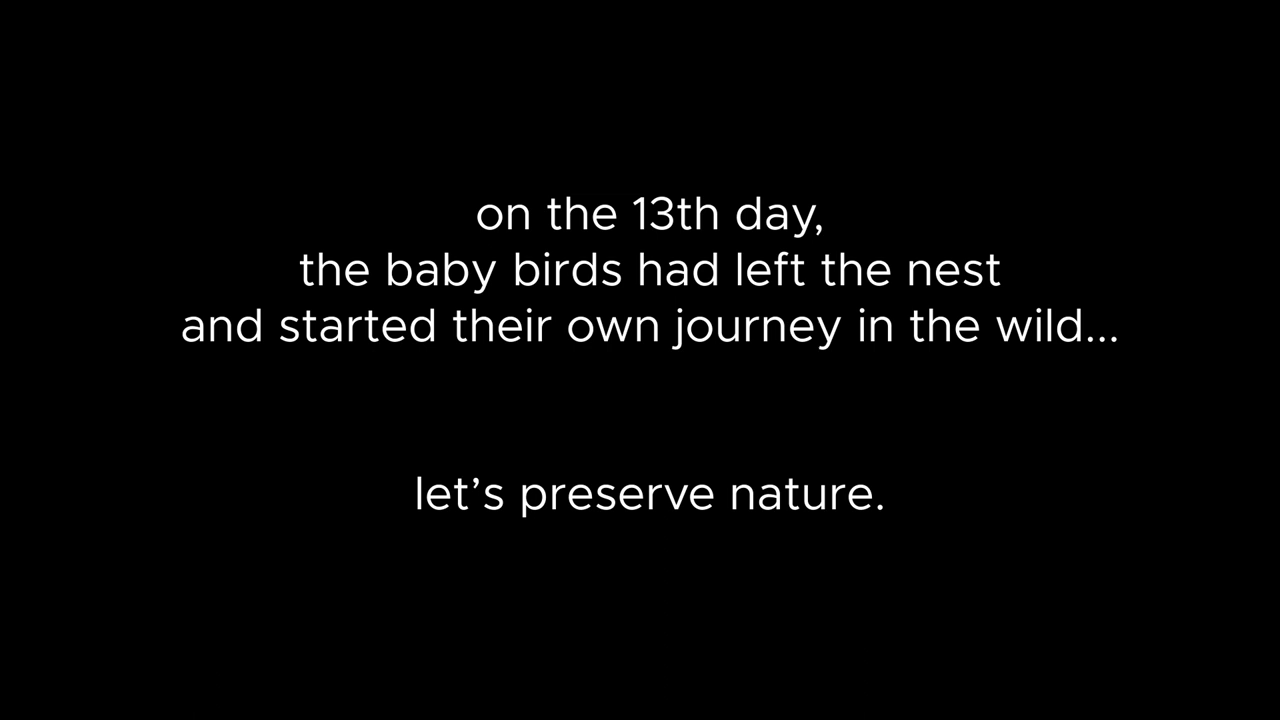 on the 13th day,
the baby birds had left the nest
and started their own journey in the wild...
let’s preserve nature.